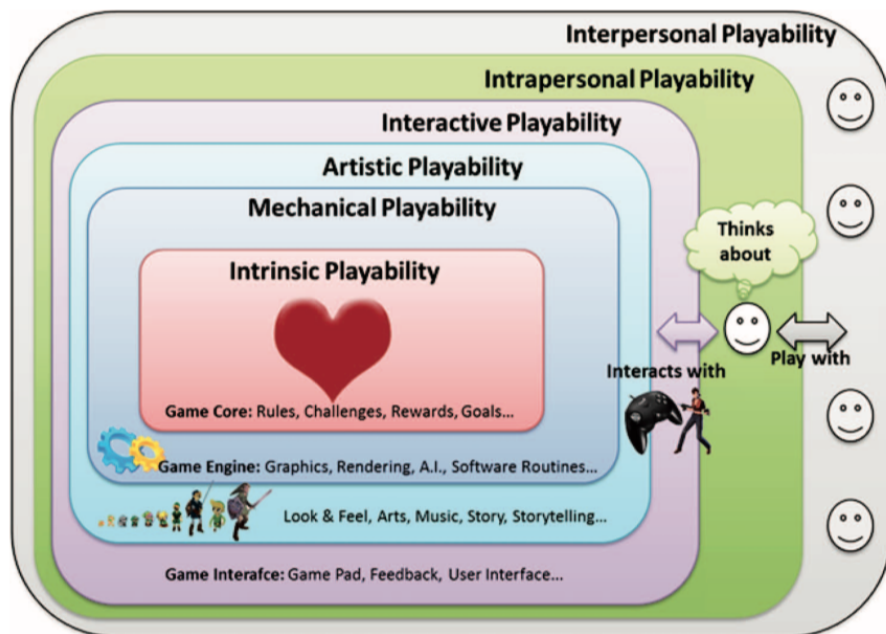 Interpersonal Playability
Intrapersonal Playability
Interactive Playability
Artistic Playability
Mechanical Playability
Intrinsic Playability
Thinks
about
Interacts with
Play with
Game Core: Rules, Challenges, Rewards, Goals...
Game Engine: Graphics, Rendering, A.I., Software Routines...
Look & Feel, Arts, Music, Story, Storytelling...
Game Interafce: Game Pad, Feedback, User Interface...